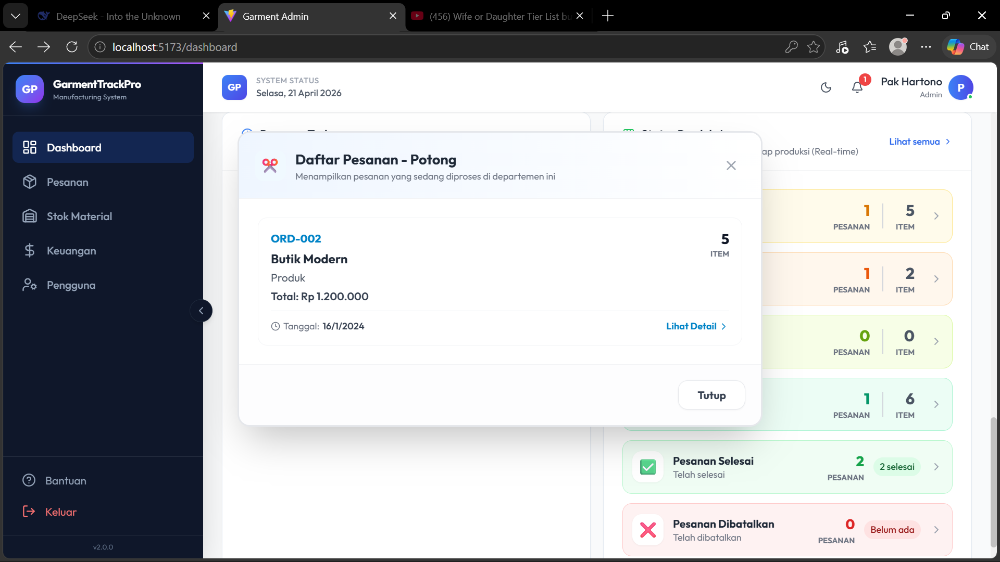 DeepSeek - Into the Unknown
Garment Admin
(456) Wife or Daughter Tier List bu
localhost:5173/dashboard
Chat
GP
GarmentTrackPro
Manufacturing System
Dashboard
Pesanan
Stok Material
Keuangan
Pengguna
Bantuan
Keluar
v2.0.0
GP
SYSTEM STATUS
Selasa, 21 April 2026
1
Pak Hartono
Admin
P
Lihat semua
ap produksi (Real-time)
Daftar Pesanan - Potong
Menampilkan pesanan yang sedang diproses di departemen ini
ORD-002
Butik Modern
Produk
Total: Rp 1.200.000
5
ITEM
Tanggal: 16/1/2024
Lihat Detail
Tutup
1 5
PESANAN ITEM
1 2
PESANAN ITEM
0 0
PESANAN ITEM
1 6
PESANAN ITEM
Pesanan Selesai
Telah selesai
2
PESANAN
2 selesai
Pesanan Dibatalkan
Telah dibatalkan
0
PESANAN
Belum ada